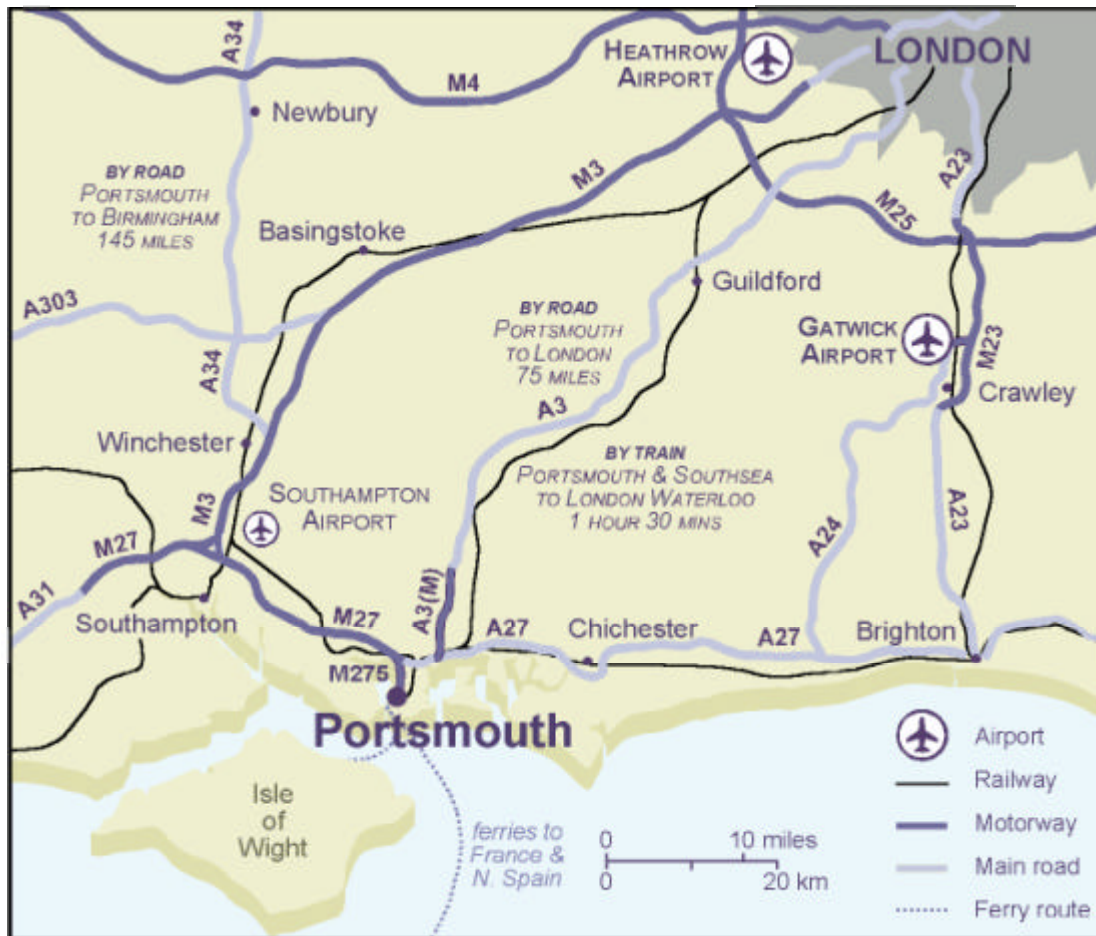 A34
HEATHROW
AIRPORT
LONDON
M4
Newbury
BY ROAD
PORTSMOUTH
TO BIRMINGHAM
145 MILES
M3
A23
M25
Basingstoke
Guildford
A303
BY ROAD
PORTSMOUTH
TO LONDON
75 MILES
GATWICK
AIRPORT
M23
A34
Crawley
A3
Winchester
BY TRAIN
PORTSMOUTH & SOUTHSEA
TO LONDON WATERLOO
1 HOUR 30 MINS
SOUTHAMPTON
AIRPORT
M3
A24
A23
M27
A31
Southampton
M27
A3(M)
A27
Chichester
A27
Brighton
M275
Portsmouth
Isle
of
Wight
ferries to
France &
N. Spain
0 10 miles
0 20 km
Airport
Railway
Motorway
Main road
Ferry route